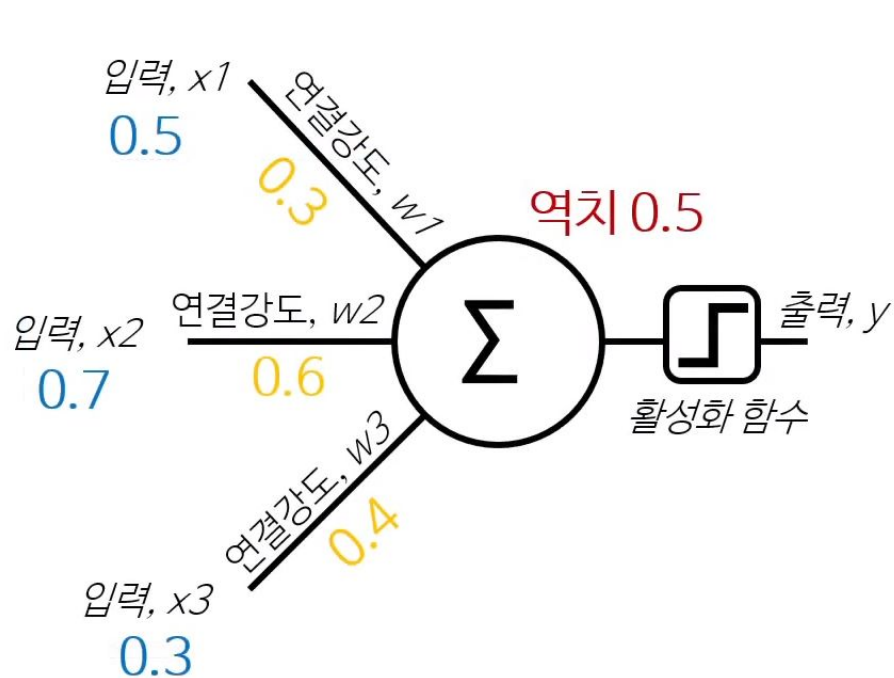 입력, x1
0.5
연결강도, w1
0.3
역치 0.5
입력, x2
0.7
연결강도, w2
0.6
Σ
출력, y
활성화 함수
연결강도, w3
0.4
입력, x3
0.3